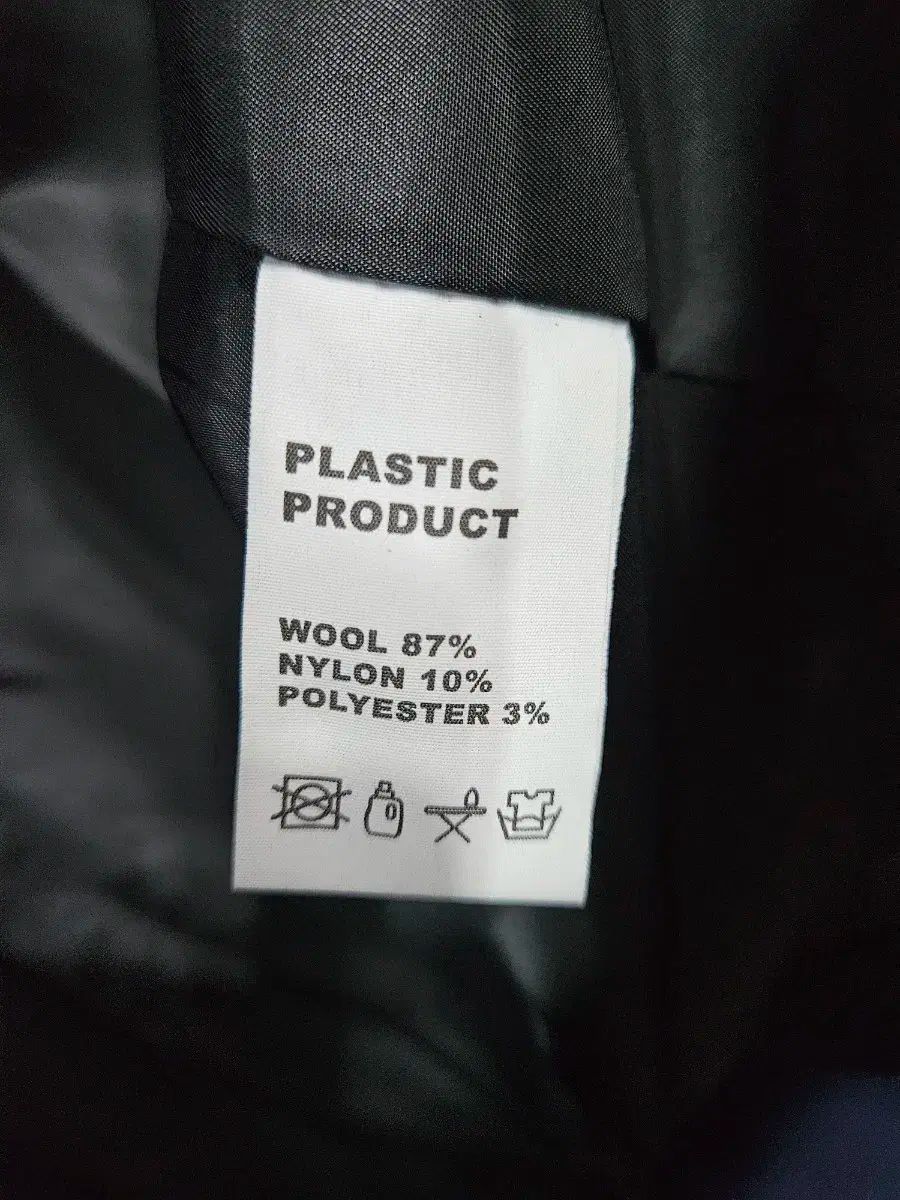 PLASTIC
PRODUCT
WOOL 87%
NYLON 10%
POLYESTER 3%